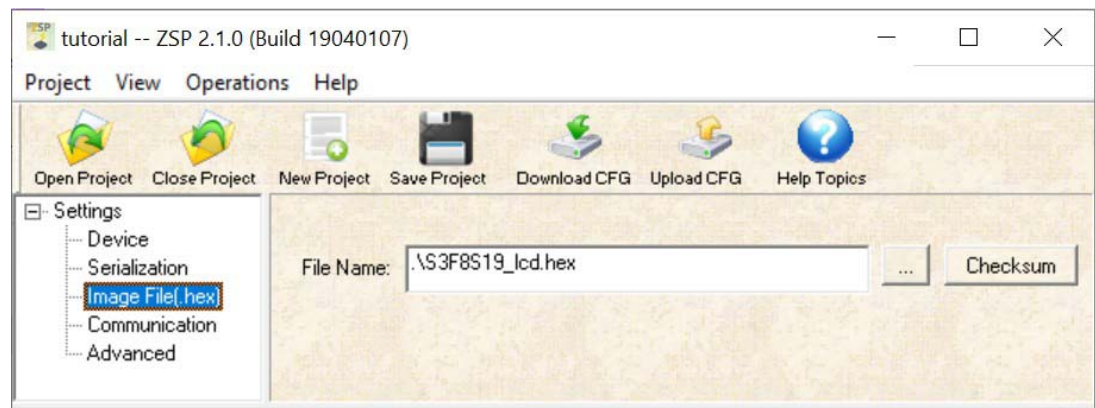 tutorial -- ZSP 2.1.0 (Build 19040107)
Project View Operations Help
Open Project Close Project New Project Save Project Download CFG Upload CFG Help Topics
Settings
Device
Serialization
Image File(.hex)
Communication
Advanced
File Name: .\S3F8S19_lcd.hex ... Checksum